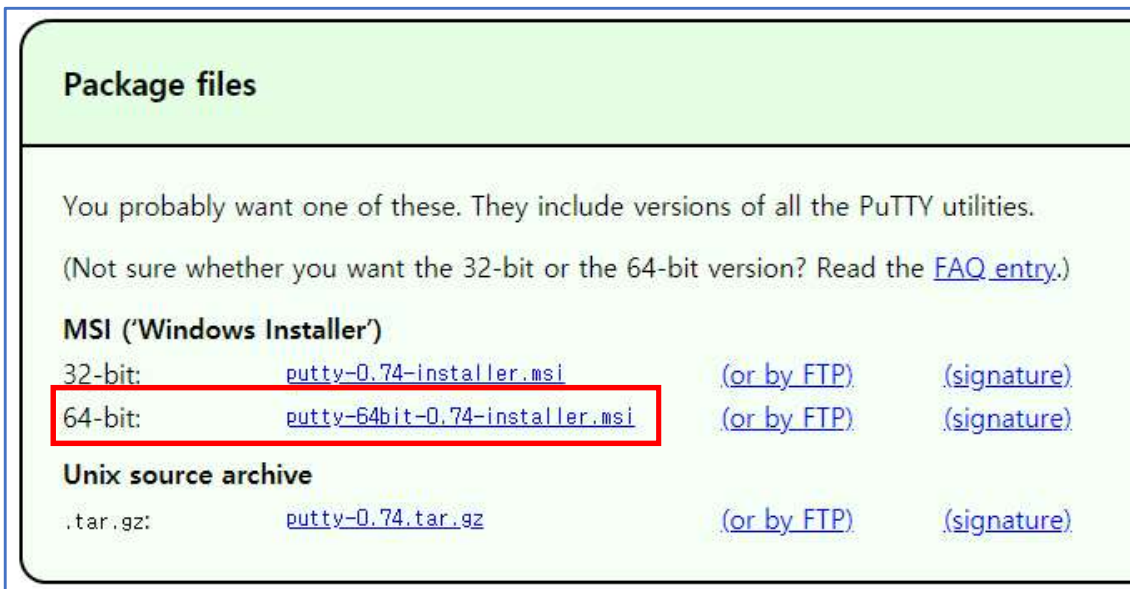 Package files
You probably want one of these. They include versions of all the PuTTY utilities.
(Not sure whether you want the 32-bit or the 64-bit version? Read the FAQ entry.)
MSI (‘Windows Installer’)
32-bit: putty-0.74-installer.msi (or by FTP) (signature)
64-bit: putty-64bit-0.74-installer.msi (or by FTP) (signature)
Unix source archive
.tar.gz: putty-0.74.tar.gz (or by FTP) (signature)